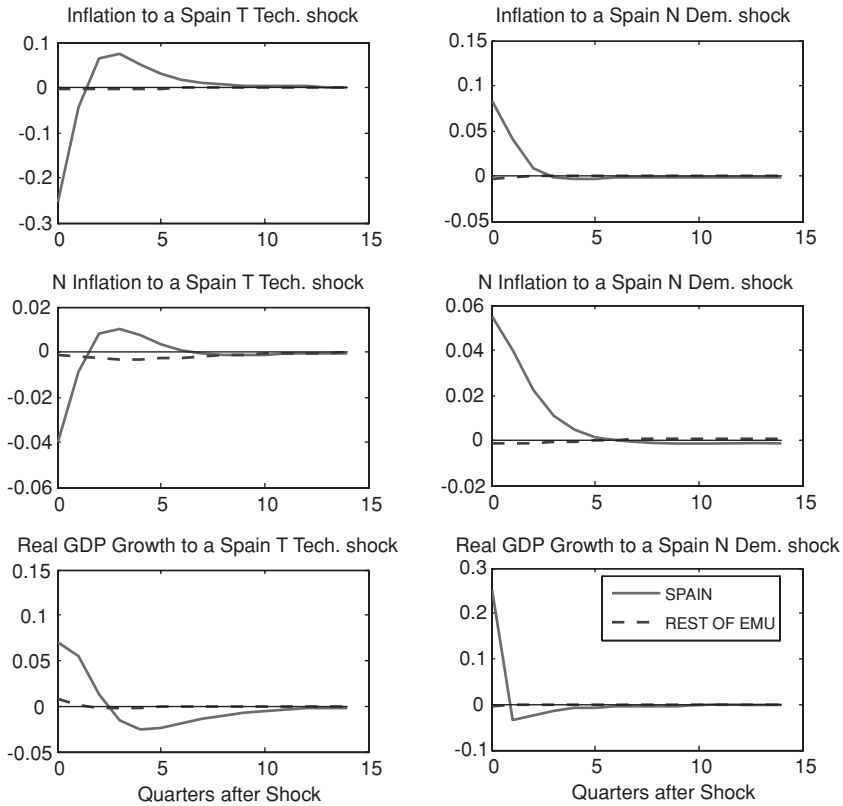 Inflation to a Spain T Tech. shock
0.1
0
-0.1
-0.2
-0.3
0 5 10 15
Inflation to a Spain N Dem. shock
0.15
0.1
0.05
0
-0.05
0 5 10 15
N Inflation to a Spain T Tech. shock
0.02
0
-0.02
-0.04
-0.06
0 5 10 15
N Inflation to a Spain N Dem. shock
0.06
0.04
0.02
0
-0.02
0 5 10 15
Real GDP Growth to a Spain T Tech. shock
0.15
0.1
0.05
0
-0.05
0 5 10 15
Quarters after Shock
Real GDP Growth to a Spain N Dem. shock
0.3
0.2
0.1
0
-0.1
0 5 10 15
SPAIN
REST OF EMU
Quarters after Shock